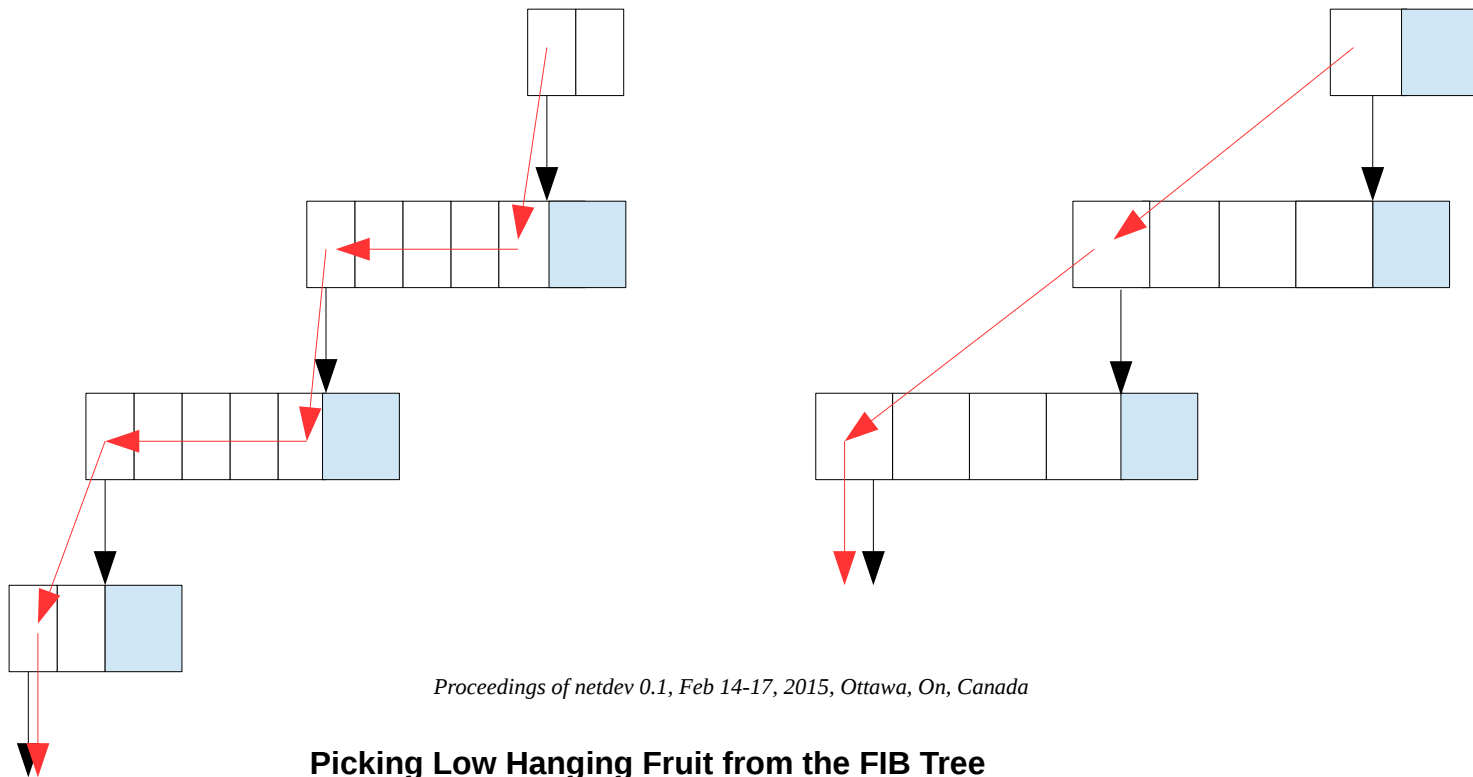 Proceedings of netdev 0.1, Feb 14-17, 2015, Ottawa, On, Canada
Picking Low Hanging Fruit from the FIB Tree